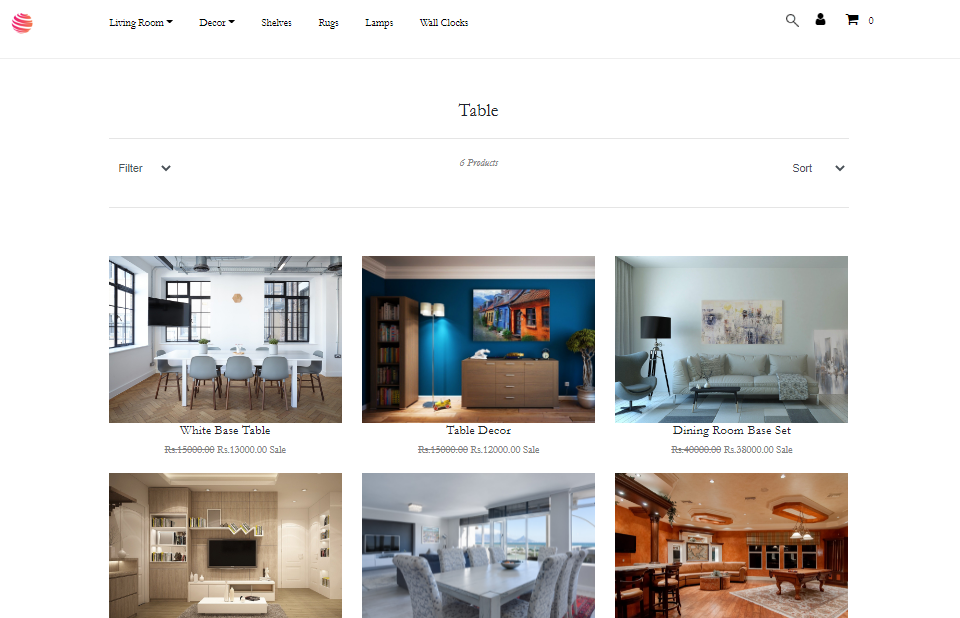 Living Room Decor Shelves Rugs Lamps Wall Clocks 0
Table
Filter 6 Products Sort
White Base Table Table Decor Dining Room Base Set
Rs.15000.00 Rs.13000.00 Sale Rs.15000.00 Rs.12000.00 Sale Rs.40000.00 Rs.38000.00 Sale